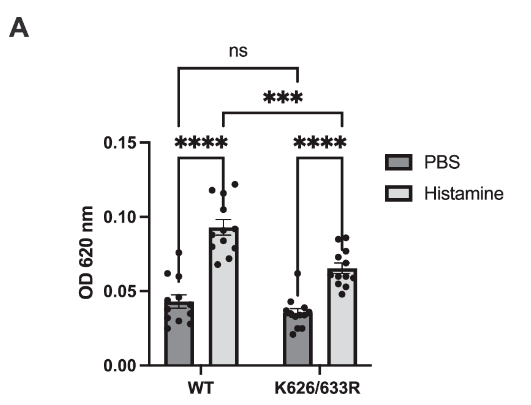 A
ns
***
**** ****
0.15
0.10
0.05
0.00
OD 620 nm
WT K626/633R
PBS
Histamine